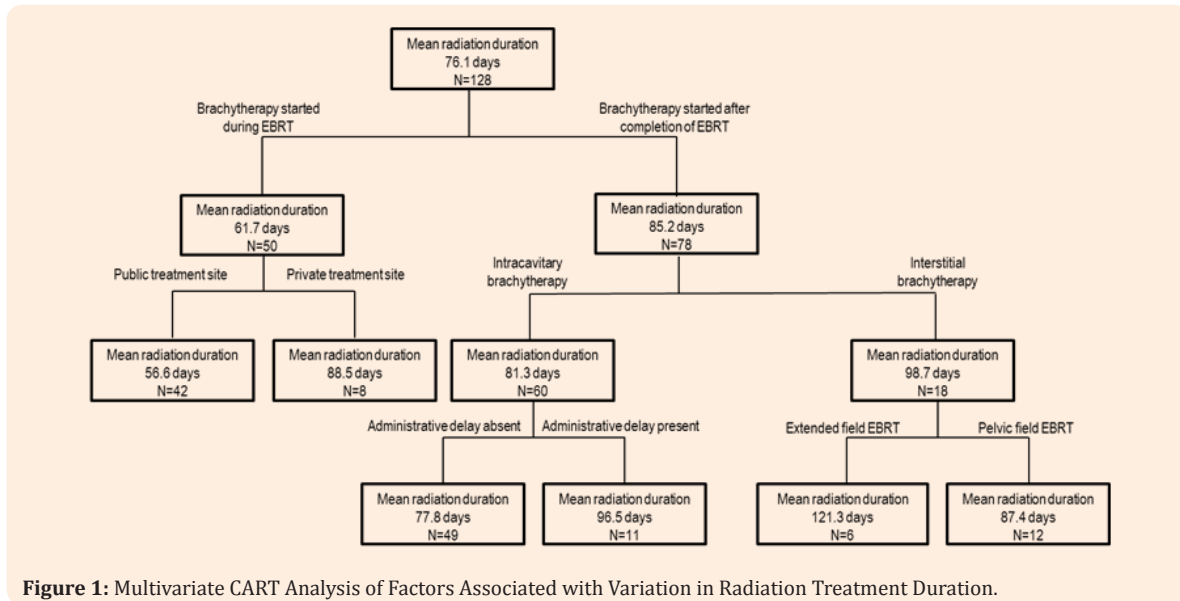 Mean radiation duration
76.1 days
N=128
Brachytherapy started
during EBRT
Brachytherapy started after
completion of EBRT
Mean radiation duration
61.7 days
N=50
Mean radiation duration
85.2 days
N=78
Public treatment site
Private treatment site
Intracavitary
brachytherapy
Interstitial
brachytherapy
Mean radiation duration
56.6 days
N=42
Mean radiation duration
88.5 days
N=8
Mean radiation duration
81.3 days
N=60
Mean radiation duration
98.7 days
N=18
Administrative delay absent
Administrative delay present
Extended field EBRT
Pelvic field EBRT
Mean radiation duration
77.8 days
N=49
Mean radiation duration
96.5 days
N=11
Mean radiation duration
121.3 days
N=6
Mean radiation duration
87.4 days
N=12
Figure 1: Multivariate CART Analysis of Factors Associated with Variation in Radiation Treatment Duration.